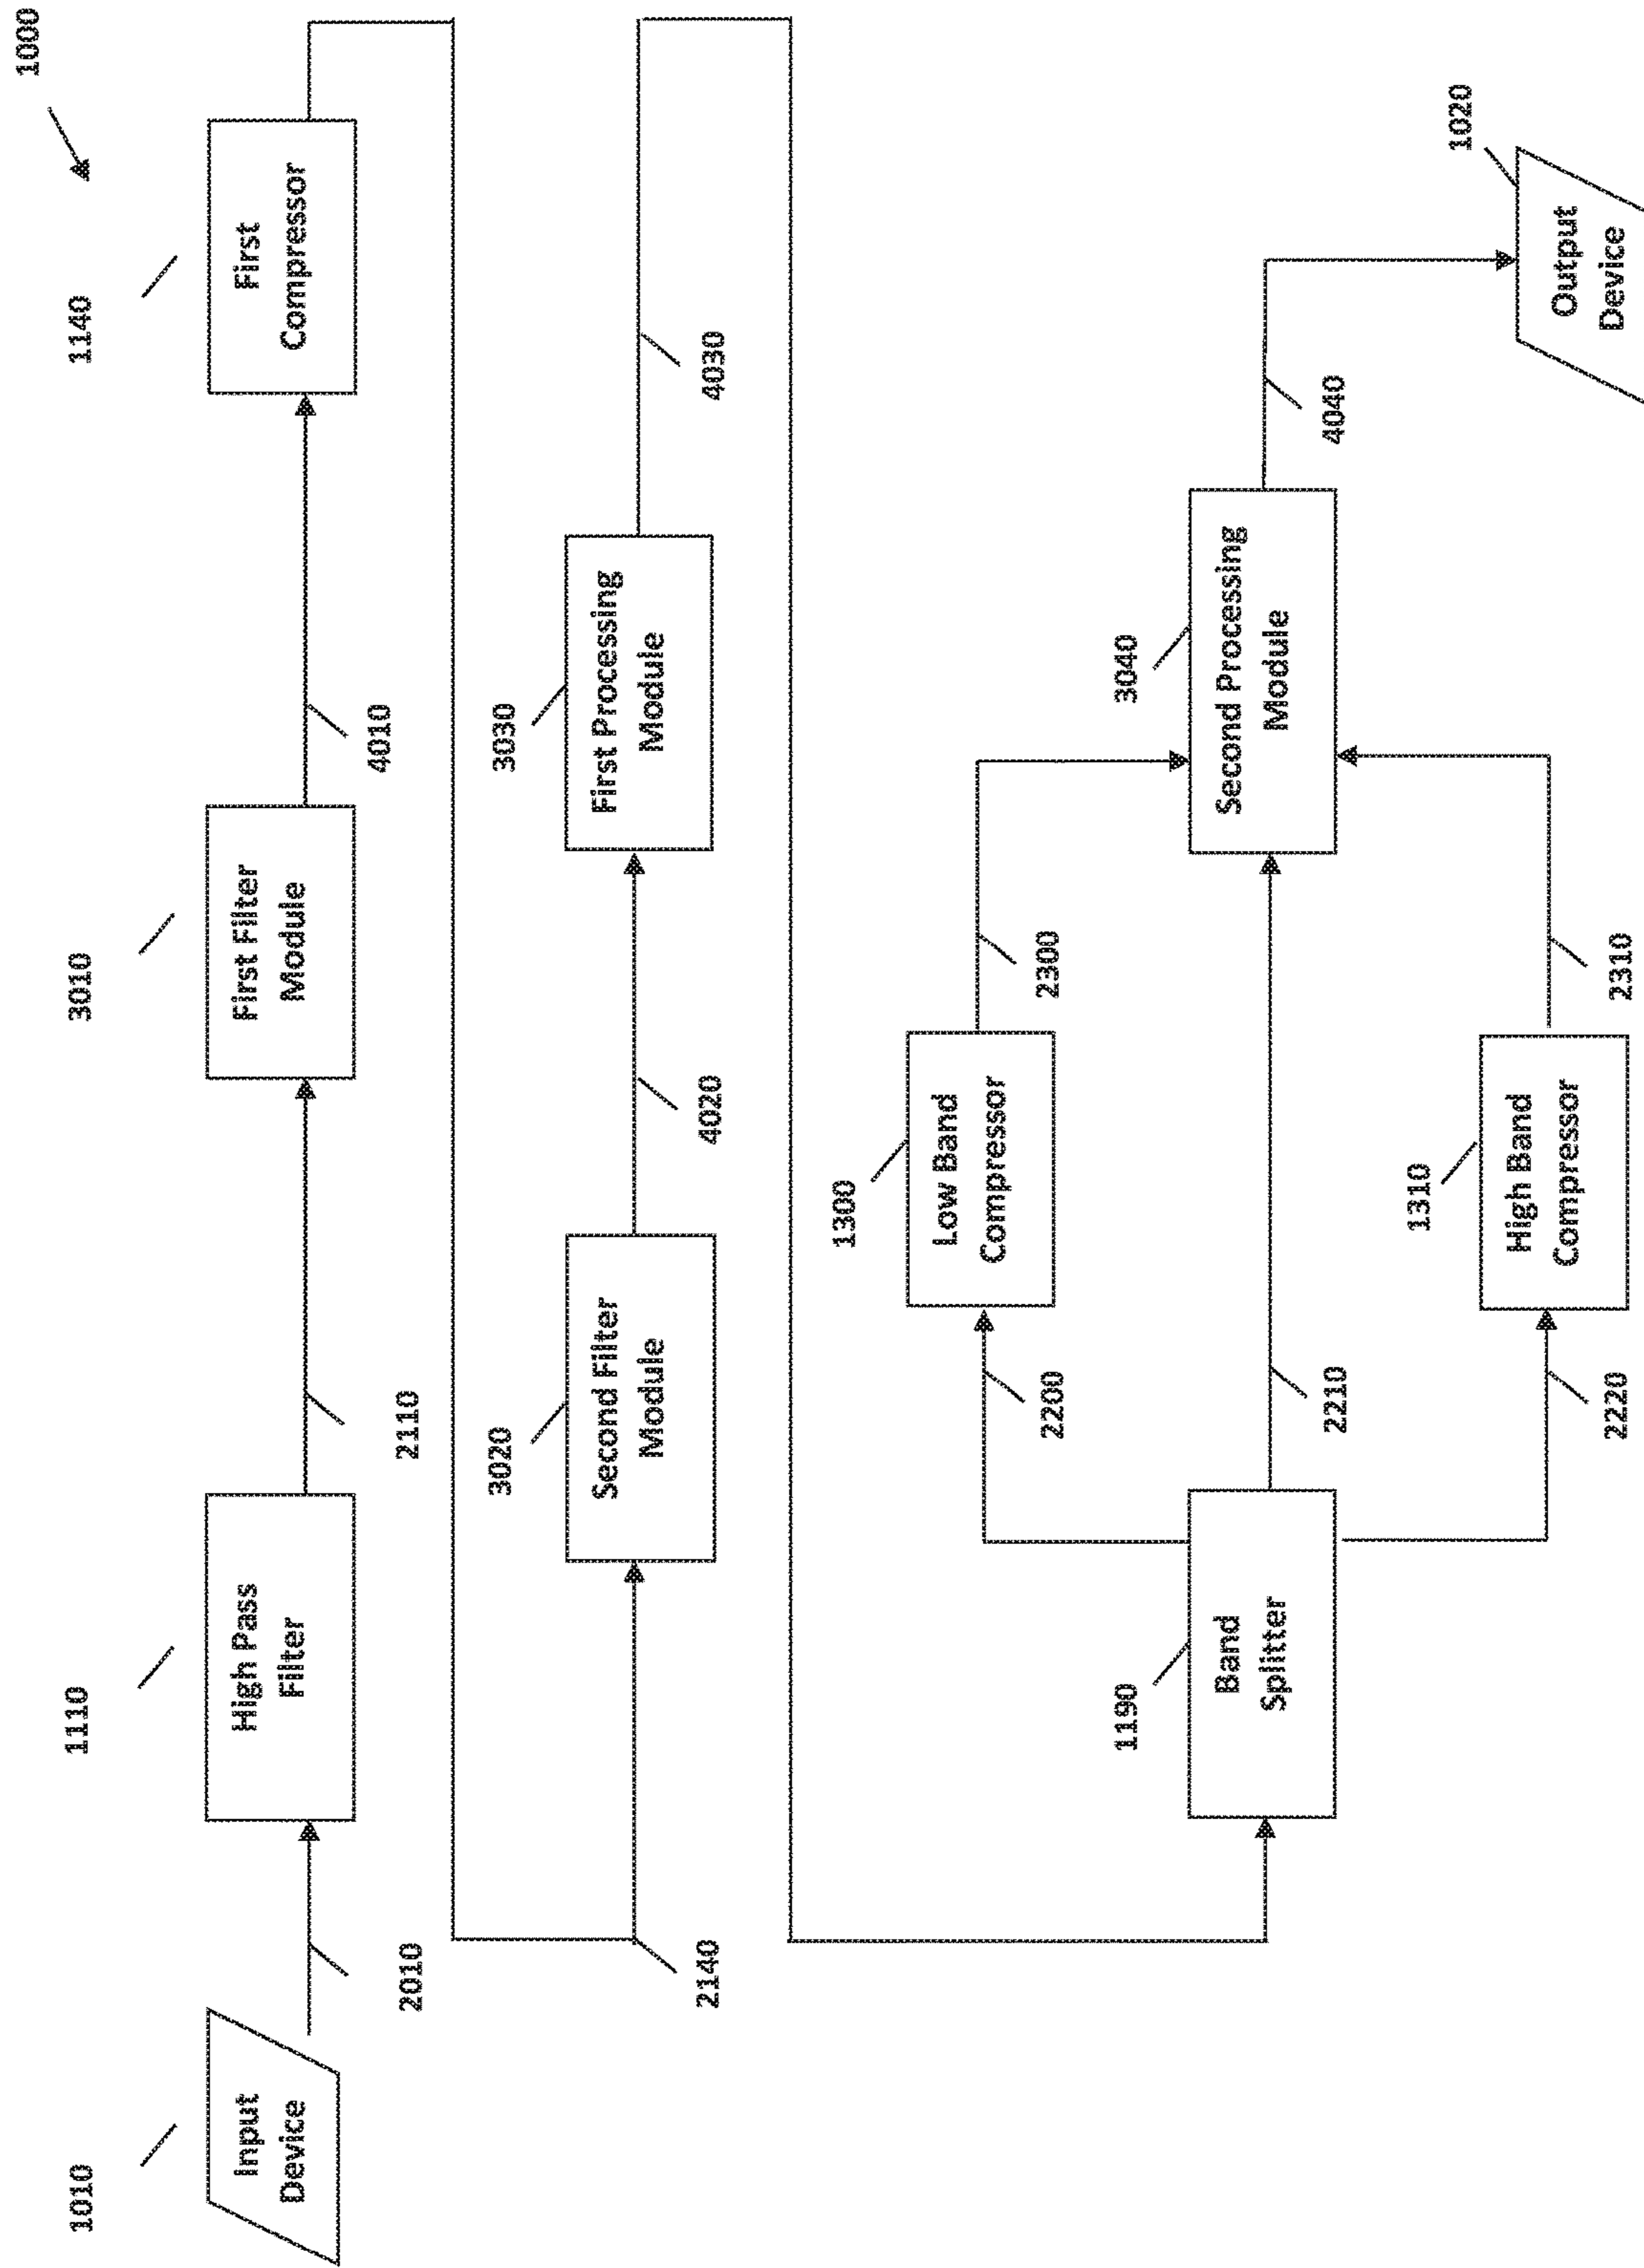 1000
1010
Input
Device
2010
1110
High Pass
Filter
2110
3010
First Filter
Module
4010
1140
First
Compressor
2140
3020
Second Filter
Module
4020
3030
First Processing
Module
4030
1190
Band
Splitter
2200
2210
2220
1300
Low Band
Compressor
2300
1310
High Band
Compressor
2310
3040
Second Processing
Module
4040
1020
Output
Device